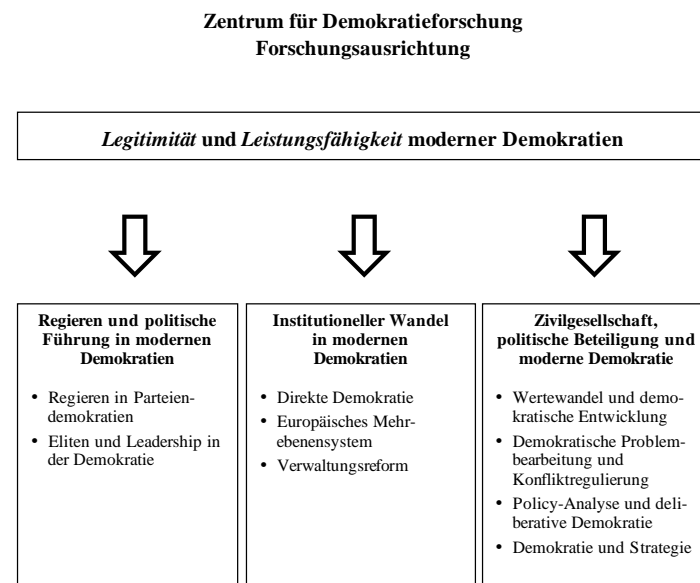 Zentrum für Demokratieforschung
Forschungsausrichtung
Legitimität und Leistungsfähigkeit moderner Demokratien
Regieren und politische
Führung in modernen
Demokratien
• Regieren in Parteien-
demokratien
• Eliten und Leadership in
der Demokratie
Institutioneller Wandel
in modernen
Demokratien
• Direkte Demokratie
• Europäisches Mehr-
ebenensystem
• Verwaltungsreform
Zivilgesellschaft,
politische Beteiligung und
moderne Demokratie
• Wertewandel und demo-
kratische Entwicklung
• Demokratische Problem-
bearbeitung und
Konfliktregulierung
• Policy-Analyse und deli-
berative Demokratie
• Demokratie und Strategie